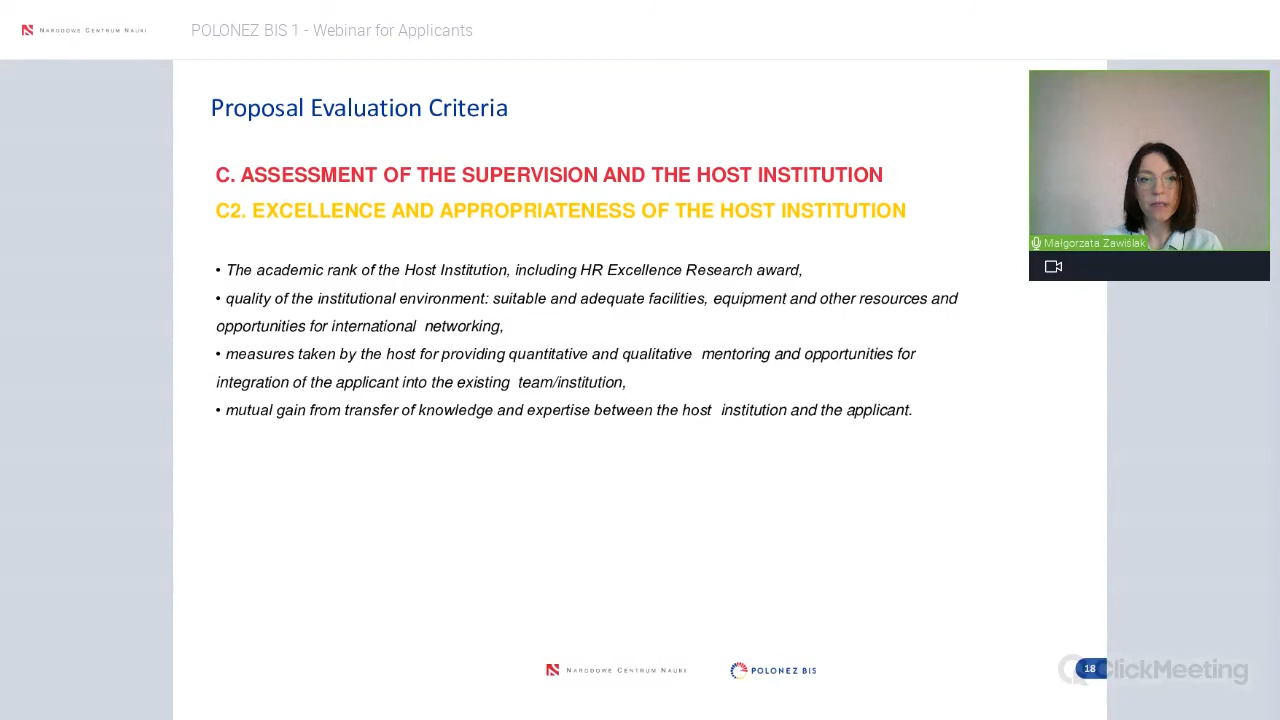 NARODOWE CENTRUM NAUKI
POLONEZ BIS 1 - Webinar for Applicants
Proposal Evaluation Criteria
C. ASSESSMENT OF THE SUPERVISION AND THE HOST INSTITUTION
C2. EXCELLENCE AND APPROPRIATENESS OF THE HOST INSTITUTION
• The academic rank of the Host Institution, including HR Excellence Research award,
• quality of the institutional environment: suitable and adequate facilities, equipment and other resources and
opportunities for international networking,
• measures taken by the host for providing quantitative and qualitative mentoring and opportunities for
integration of the applicant into the existing team/institution,
• mutual gain from transfer of knowledge and expertise between the host institution and the applicant.
Małgorzata Zawiślak
NARODOWE CENTRUM NAUKI
POLONEZ BIS
18
ClickMeeting